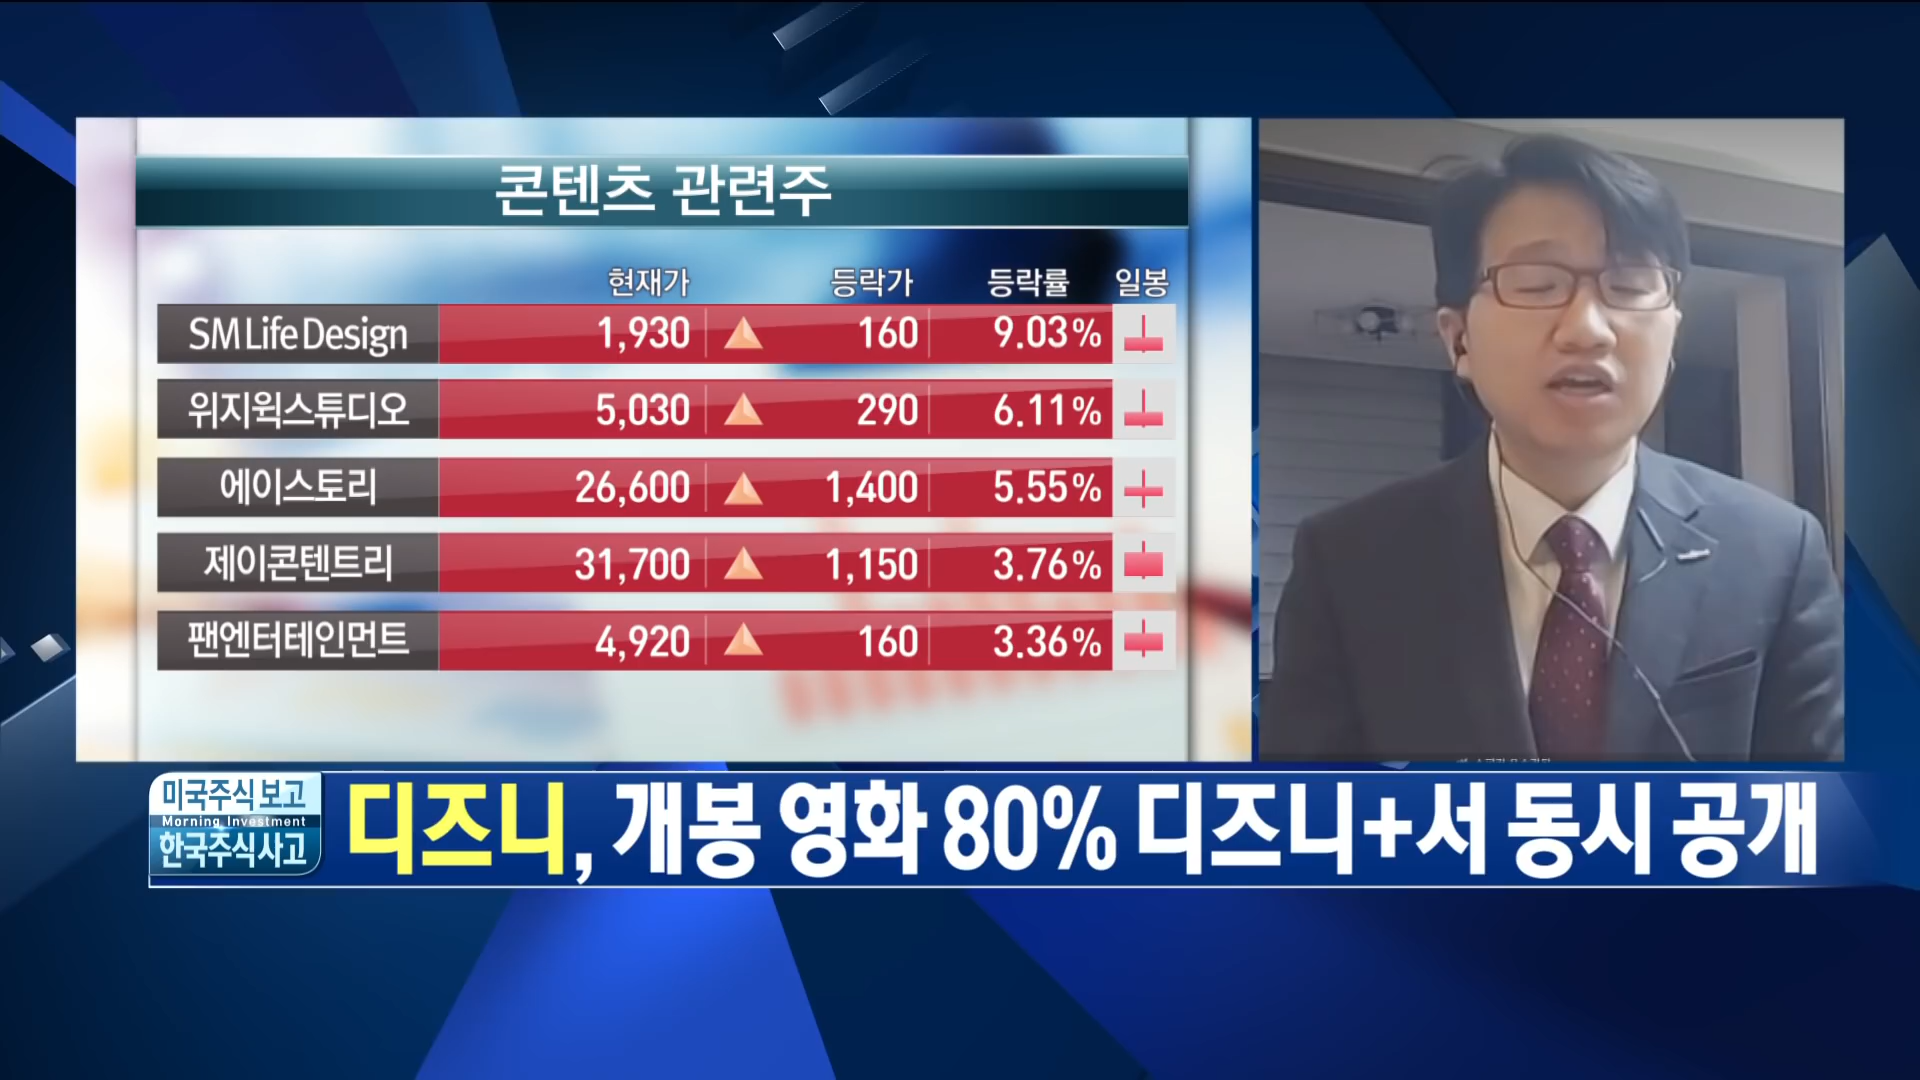 콘텐츠 관련주
현재가 등락가 등락률 일봉
SM Life Design 1,930 160 9.03%
위지윅스튜디오 5,030 290 6.11%
에이스토리 26,600 1,400 5.55%
제이콘텐트리 31,700 1,150 3.76%
팬엔터테인먼트 4,920 160 3.36%
미국주식 보고
Morning Investment
한국주식 사고
디즈니, 개봉 영화 80% 디즈니+서 동시 공개